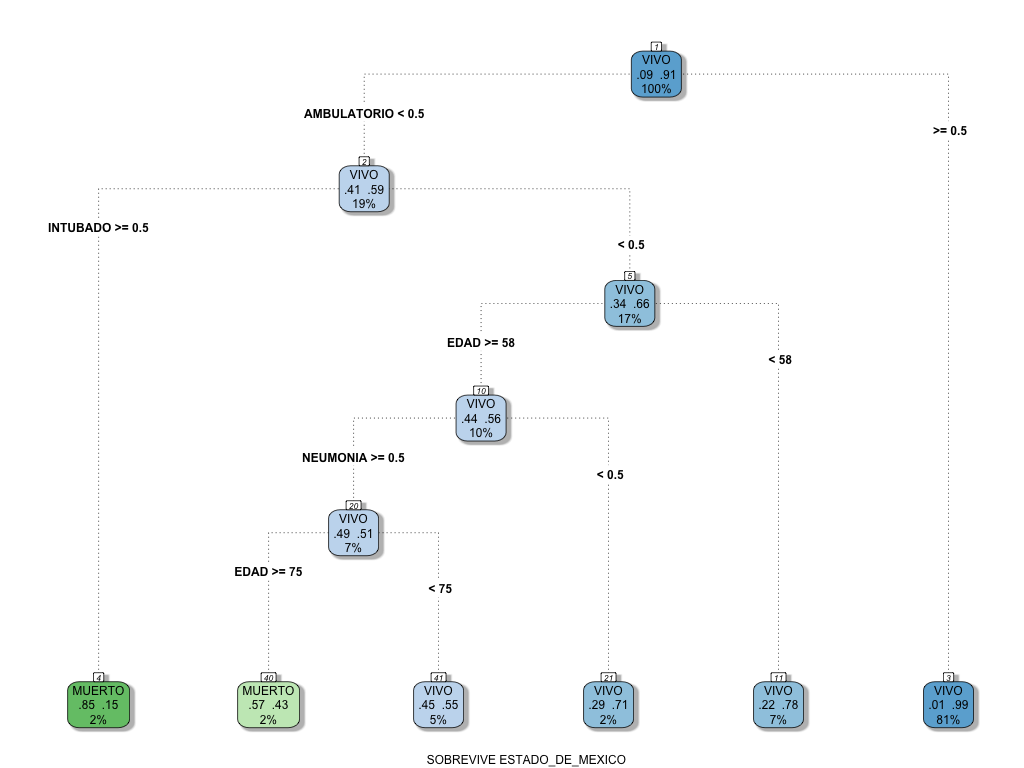 1
VIVO
.09 .91
100%
AMBULATORIO < 0.5
>= 0.5
2
VIVO
.41 .59
19%
INTUBADO >= 0.5
< 0.5
5
VIVO
.34 .66
17%
EDAD >= 58
< 58
10
VIVO
.44 .56
10%
NEUMONIA >= 0.5
< 0.5
20
VIVO
.49 .51
7%
EDAD >= 75
< 75
4
MUERTO
.85 .15
2%
40
MUERTO
.57 .43
2%
41
VIVO
.45 .55
5%
21
VIVO
.29 .71
2%
11
VIVO
.22 .78
7%
3
VIVO
.01 .99
81%
SOBREVIVE ESTADO_DE_MEXICO